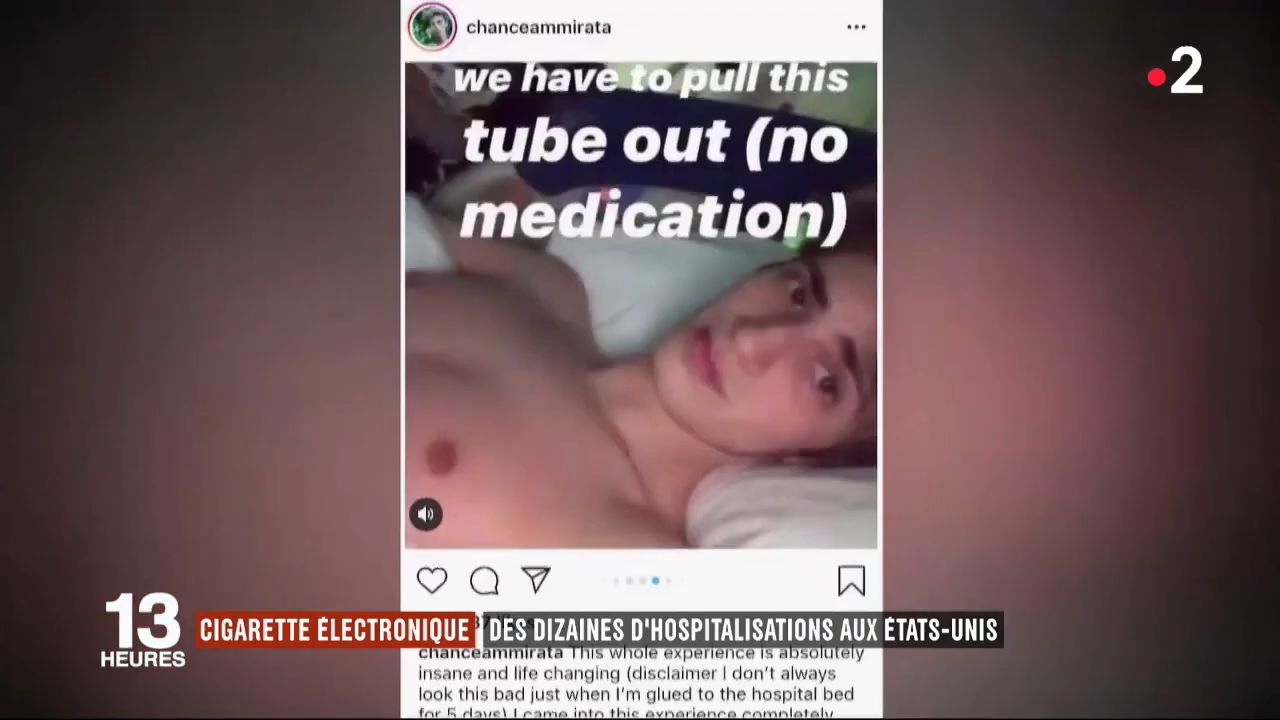 chanceammirata
2
we have to pull this
tube out (no
medication)
13
HEURES
CIGARETTE ÉLECTRONIQUE
DES DIZAINES D'HOSPITALISATIONS AUX ÉTATS-UNIS
chanceammirata This whole experience is absolutely
insane and life changing (disclaimer I don't always
look this bad just when I'm glued to the hospital bed
for 5 days) I came into this experience completely